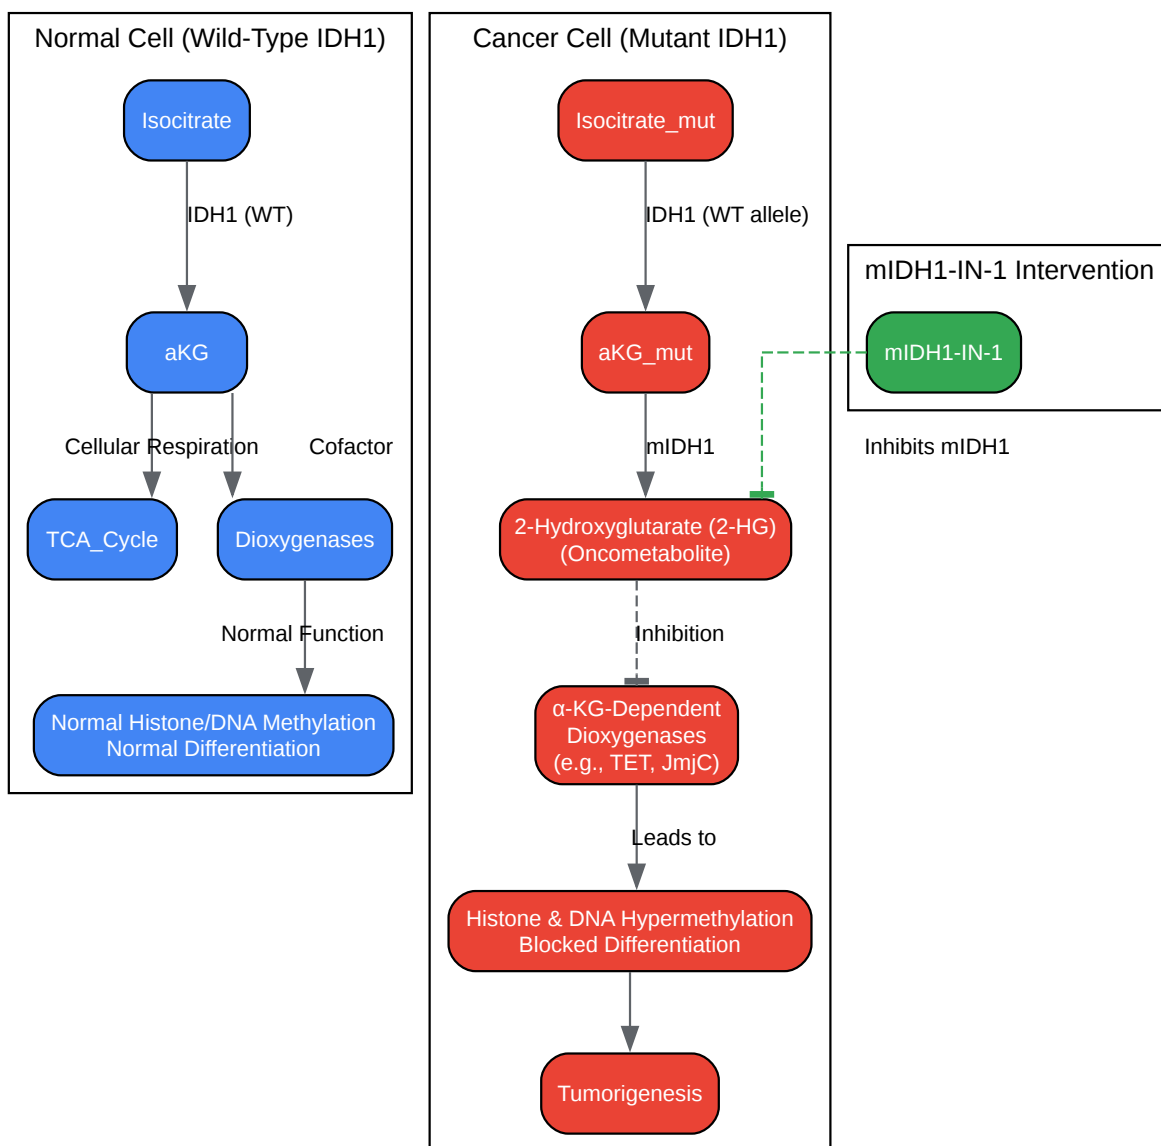 Normal Cell (Wild-Type IDH1)
Isocitrate
IDH1 (WT)
aKG
Cellular Respiration
Cofactor
TCA_Cycle
Dioxygenases
Normal Function
Normal Histone/DNA Methylation
Normal Differentiation
Cancer Cell (Mutant IDH1)
Isocitrate_mut
IDH1 (WT allele)
aKG_mut
mIDH1
2-Hydroxyglutarate (2-HG)
(Oncometabolite)
Inhibition
α-KG-Dependent
Dioxygenases
(e.g., TET, JmjC)
Leads to
Histone & DNA Hypermethylation
Blocked Differentiation
Tumorigenesis
mIDH1-IN-1 Intervention
mIDH1-IN-1
Inhibits mIDH1